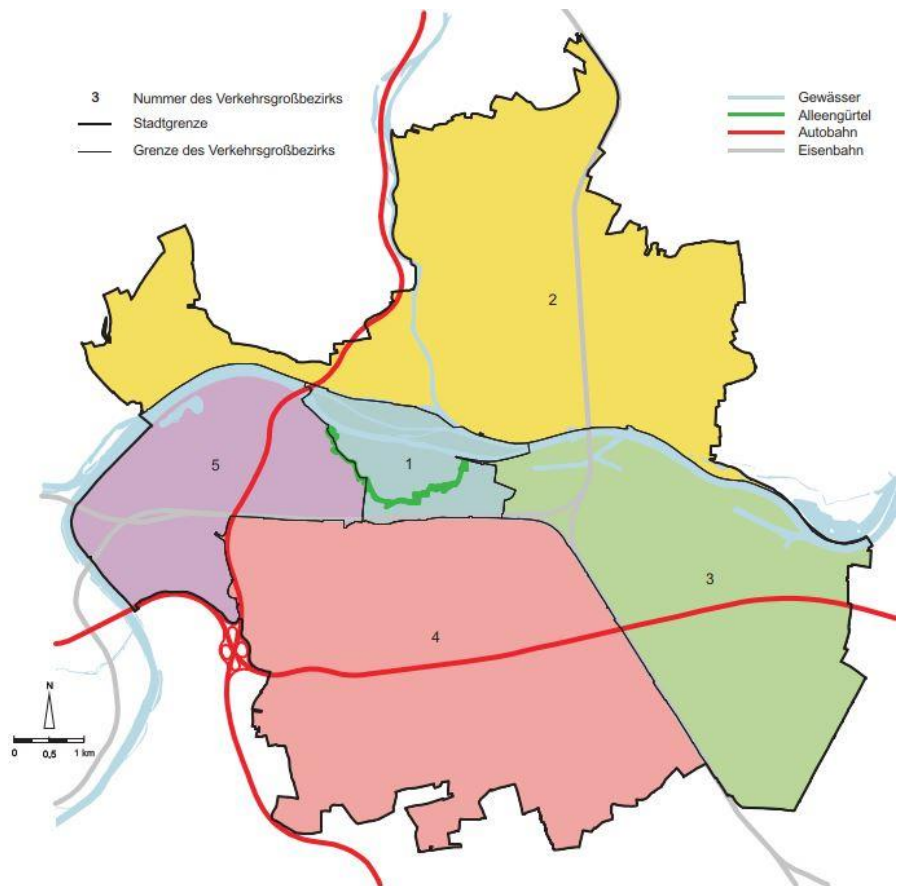 3 Nummer des Verkehrsgroßbezirks
Stadtgrenze
Grenze des Verkehrsgroßbezirks
Gewässer
Alleengürtel
Autobahn
Eisenbahn
2
1
5
3
4
N
0 0,5 1 km